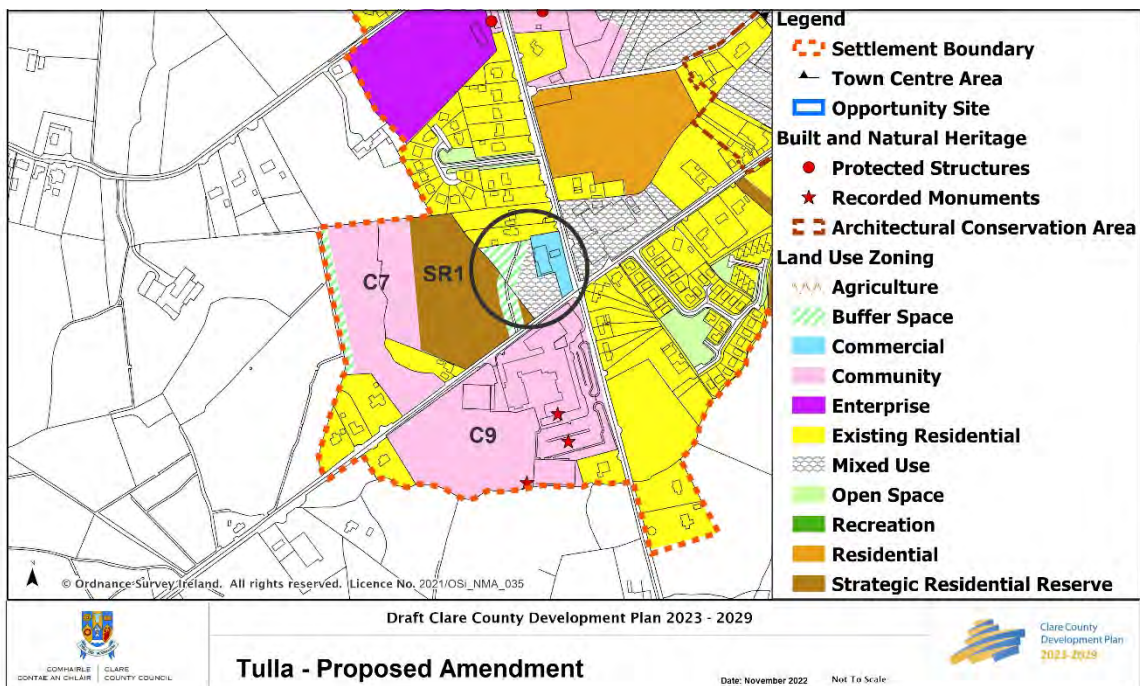 Legend
Settlement Boundary
Town Centre Area
Opportunity Site
Built and Natural Heritage
Protected Structures
Recorded Monuments
Architectural Conservation Area
Land Use Zoning
Agriculture
Buffer Space
Commercial
Community
Enterprise
Existing Residential
Mixed Use
Open Space
Recreation
Residential
Strategic Residential Reserve
C7
SR1
C9
N
© Ordnance Survey Ireland. All rights reserved. Licence No. 2021/OSi_NMA_035
COMHAIRLE CONTAE AN CHLÁIR
CLARE COUNTY COUNCIL
Draft Clare County Development Plan 2023 - 2029
Tulla - Proposed Amendment
Date: November 2022 Not To Scale
Clare County
Development Plan
2023-2029